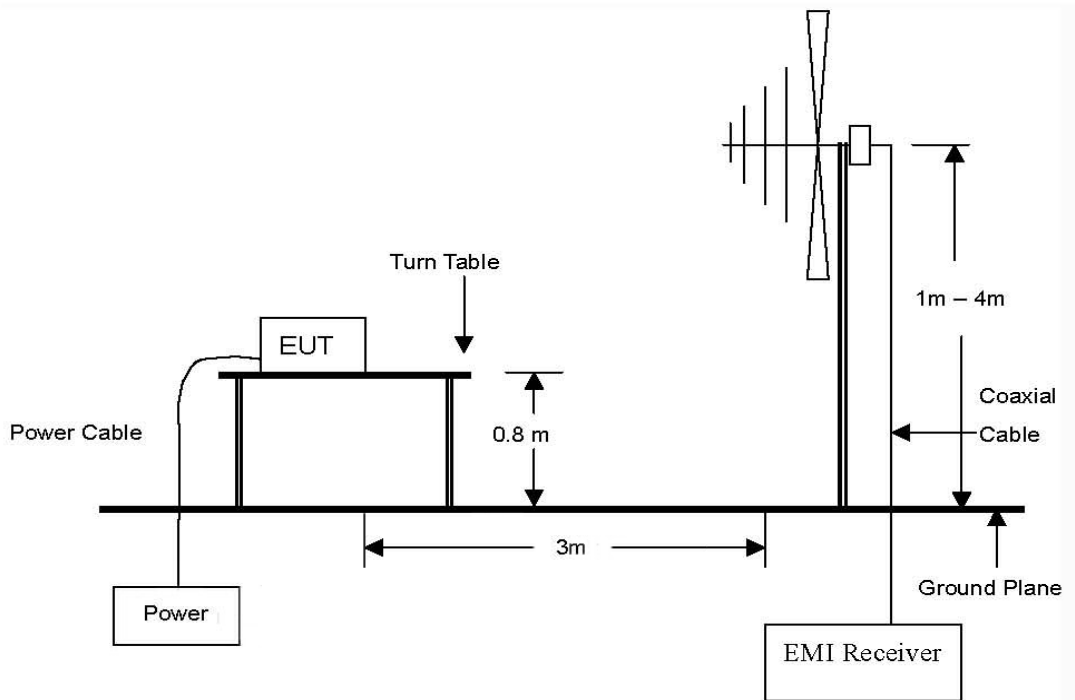 Turn Table
EUT
1m – 4m
Coaxial
Cable
Power Cable
0.8 m
3m
Ground Plane
Power
EMI Receiver